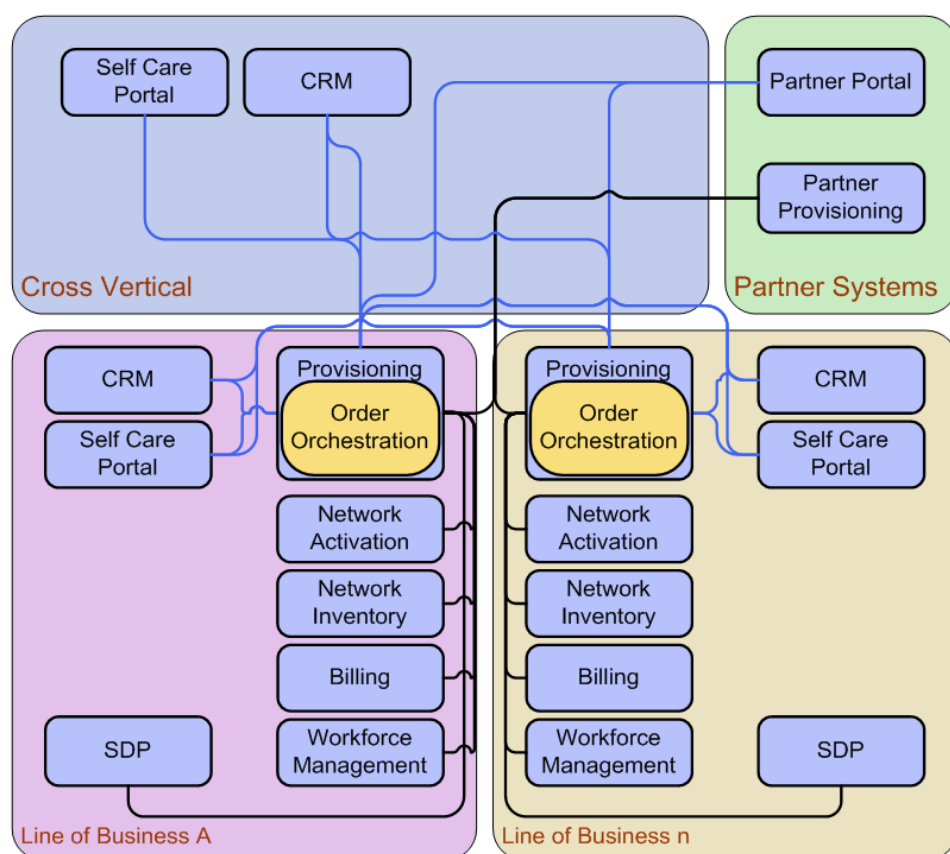 Self Care
Portal
CRM
Cross Vertical
Partner Portal
Partner
Provisioning
Partner Systems
CRM
Self Care
Portal
Provisioning
Order
Orchestration
Network
Activation
Network
Inventory
Billing
Workforce
Management
SDP
Line of Business A
Provisioning
Order
Orchestration
CRM
Self Care
Portal
Network
Activation
Network
Inventory
Billing
Workforce
Management
SDP
Line of Business n